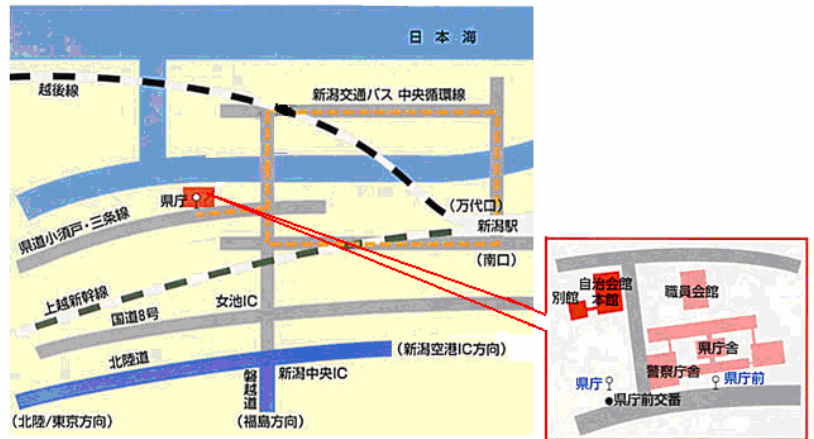 日本海
越後線
新潟交通バス 中央循環線
県庁
(万代口)
新潟駅
(南口)
県道小須戸・三条線
上越新幹線
国道8号
女池IC
北陸道
(新潟空港IC方向)
新潟中央IC
磐越道
(北陸/東京方向)
(福島方向)
自治会館
本館
別館
職員会館
県庁舎
警察庁舎
県庁
県庁前
●県庁前交番